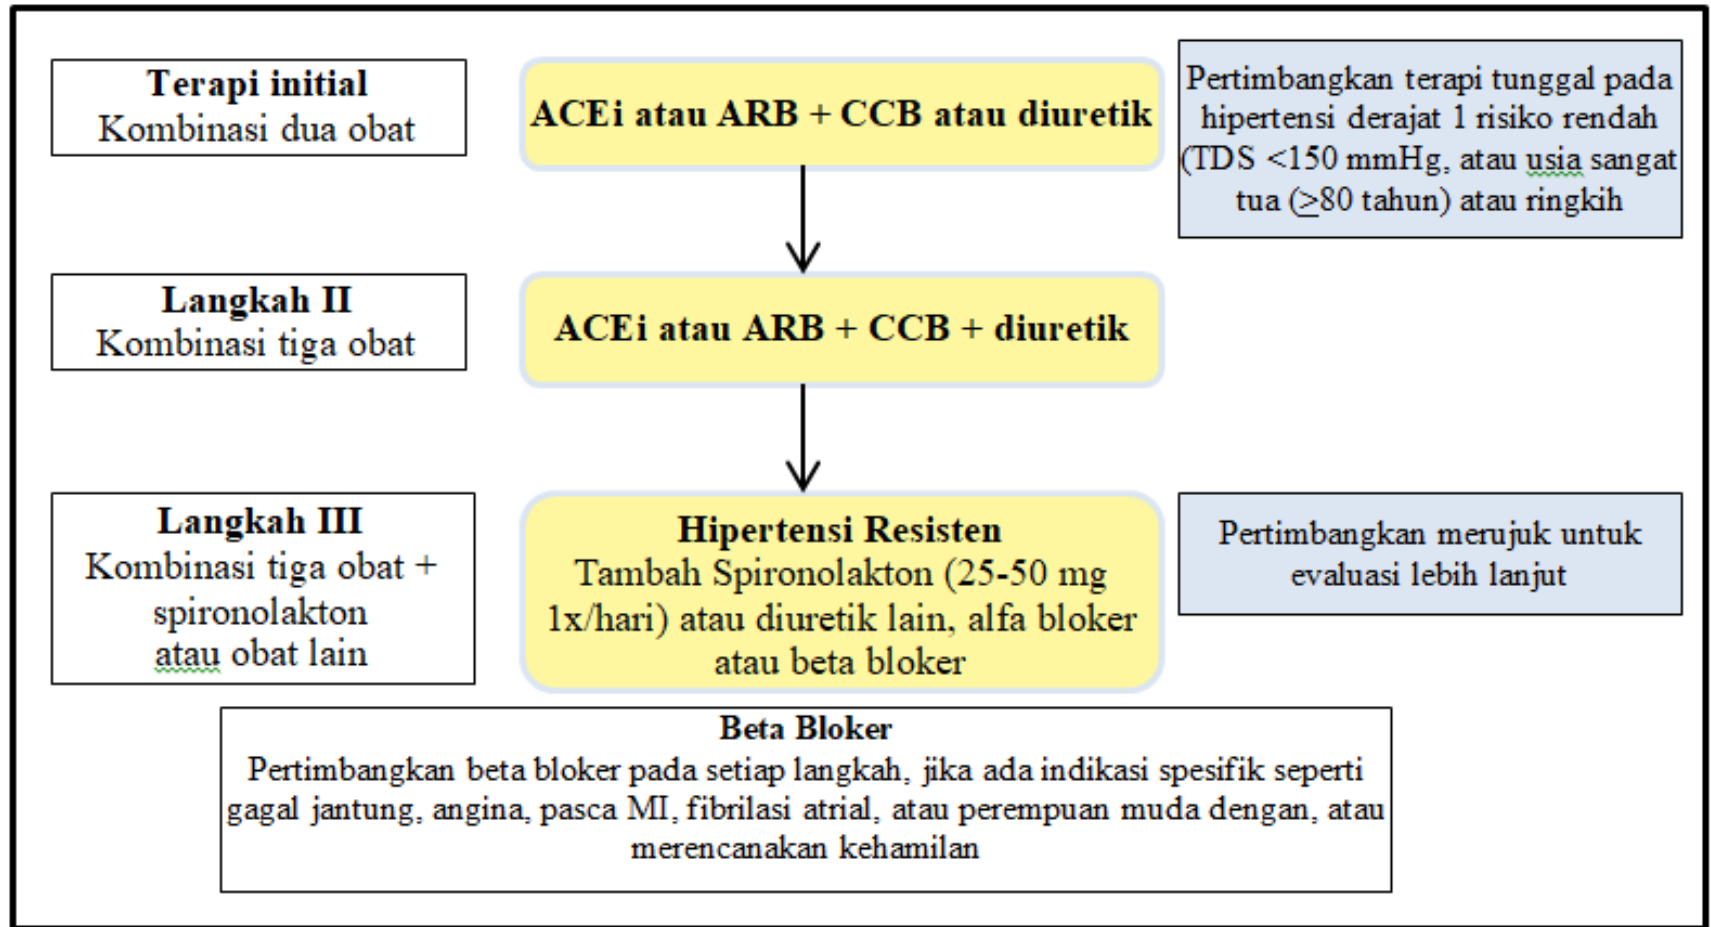 Terapi initial
Kombinasi dua obat
ACEi atau ARB + CCB atau diuretik
Pertimbangkan terapi tunggal pada
hipertensi derajat 1 risiko rendah
(TDS <150 mmHg, atau usia sangat
tua (≥80 tahun) atau ringkih
Langkah II
Kombinasi tiga obat
ACEi atau ARB + CCB + diuretik
Langkah III
Kombinasi tiga obat +
spironolakton
atau obat lain
Hipertensi Resisten
Tambah Spironolakton (25-50 mg
1x/hari) atau diuretik lain, alfa bloker
atau beta bloker
Pertimbangkan merujuk untuk
evaluasi lebih lanjut
Beta Bloker
Pertimbangkan beta bloker pada setiap langkah, jika ada indikasi spesifik seperti
gagal jantung, angina, pasca MI, fibrilasi atrial, atau perempuan muda dengan, atau
merencanakan kehamilan